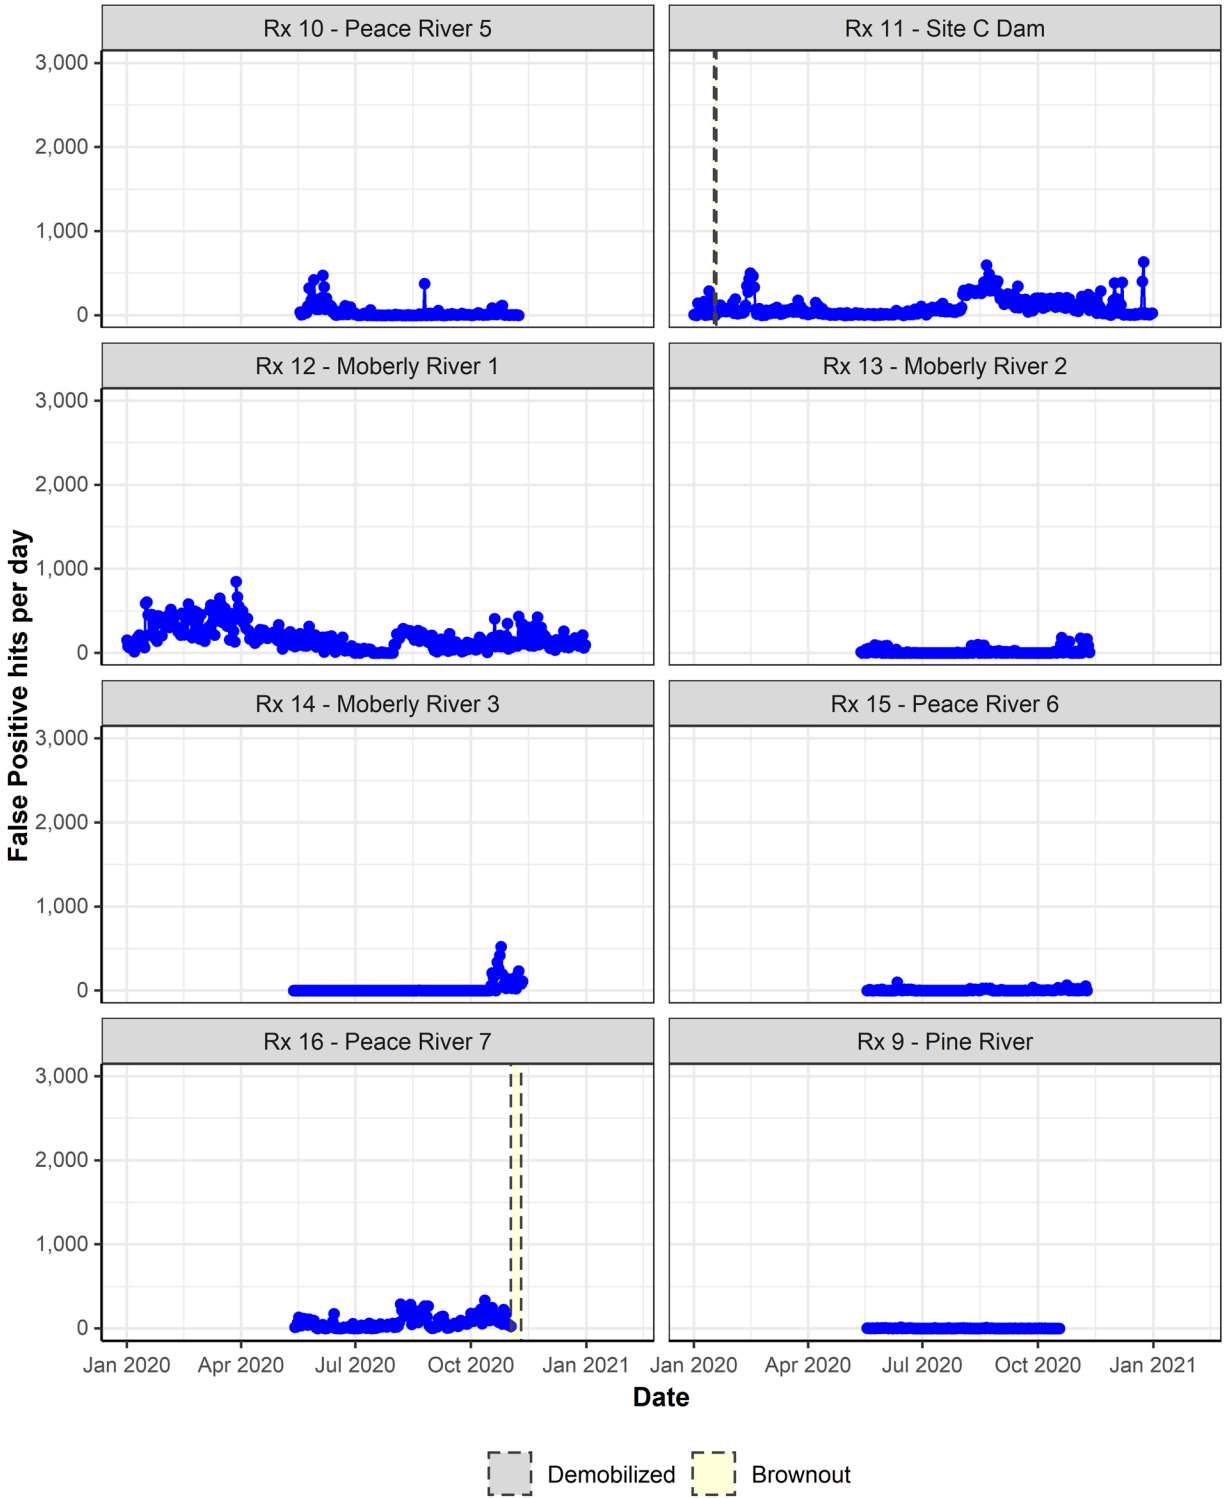 Rx 10 - Peace River 5
Rx 11 - Site C Dam
3,000
2,000
1,000
0
Rx 12 - Moberly River 1
Rx 13 - Moberly River 2
3,000
2,000
1,000
0
False Positive hits per day
Rx 14 - Moberly River 3
Rx 15 - Peace River 6
3,000
2,000
1,000
0
Rx 16 - Peace River 7
Rx 9 - Pine River
3,000
2,000
1,000
0
Jan 2020 Apr 2020 Jul 2020 Oct 2020 Jan 2021 Jan 2020 Apr 2020 Jul 2020 Oct 2020 Jan 2021
Date
Demobilized Brownout